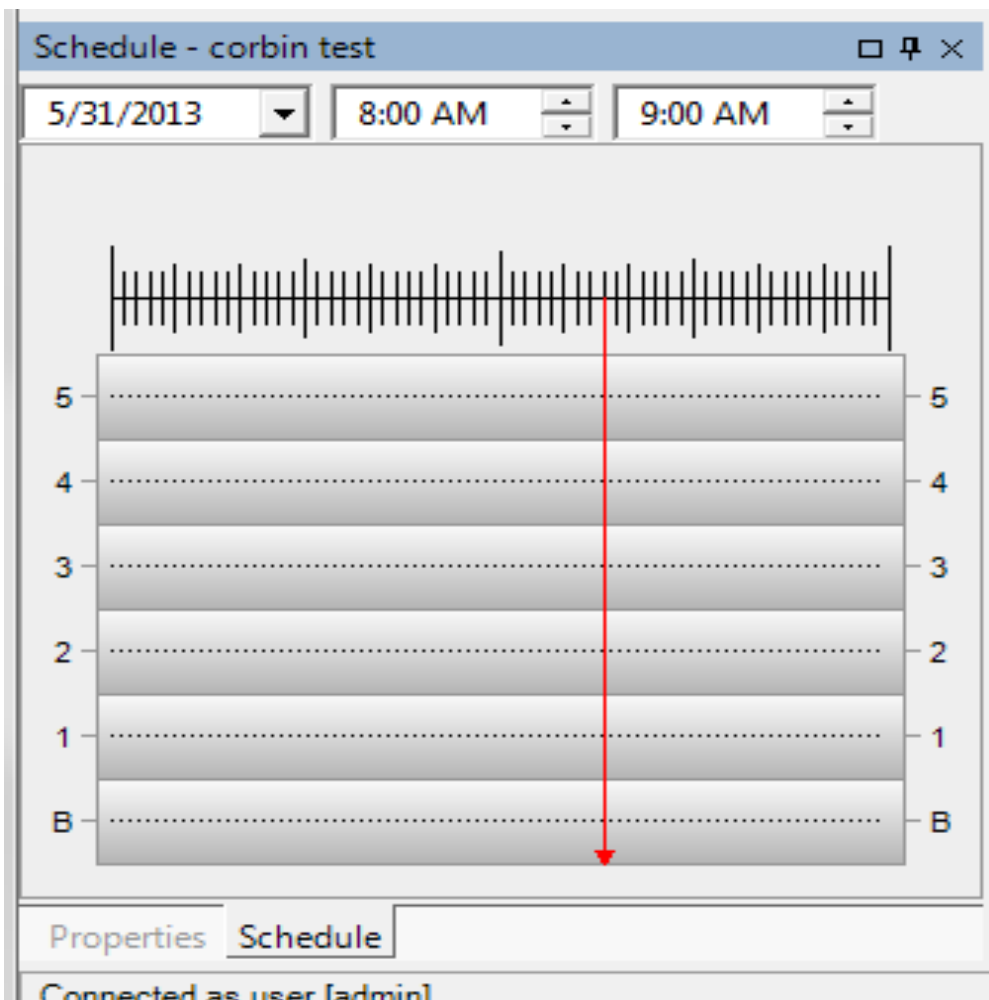 Schedule - corbin test
5/31/2013 8:00 AM 9:00 AM
5 5
4 4
3 3
2 2
1 1
B B
Properties Schedule
Connected as user [admin]